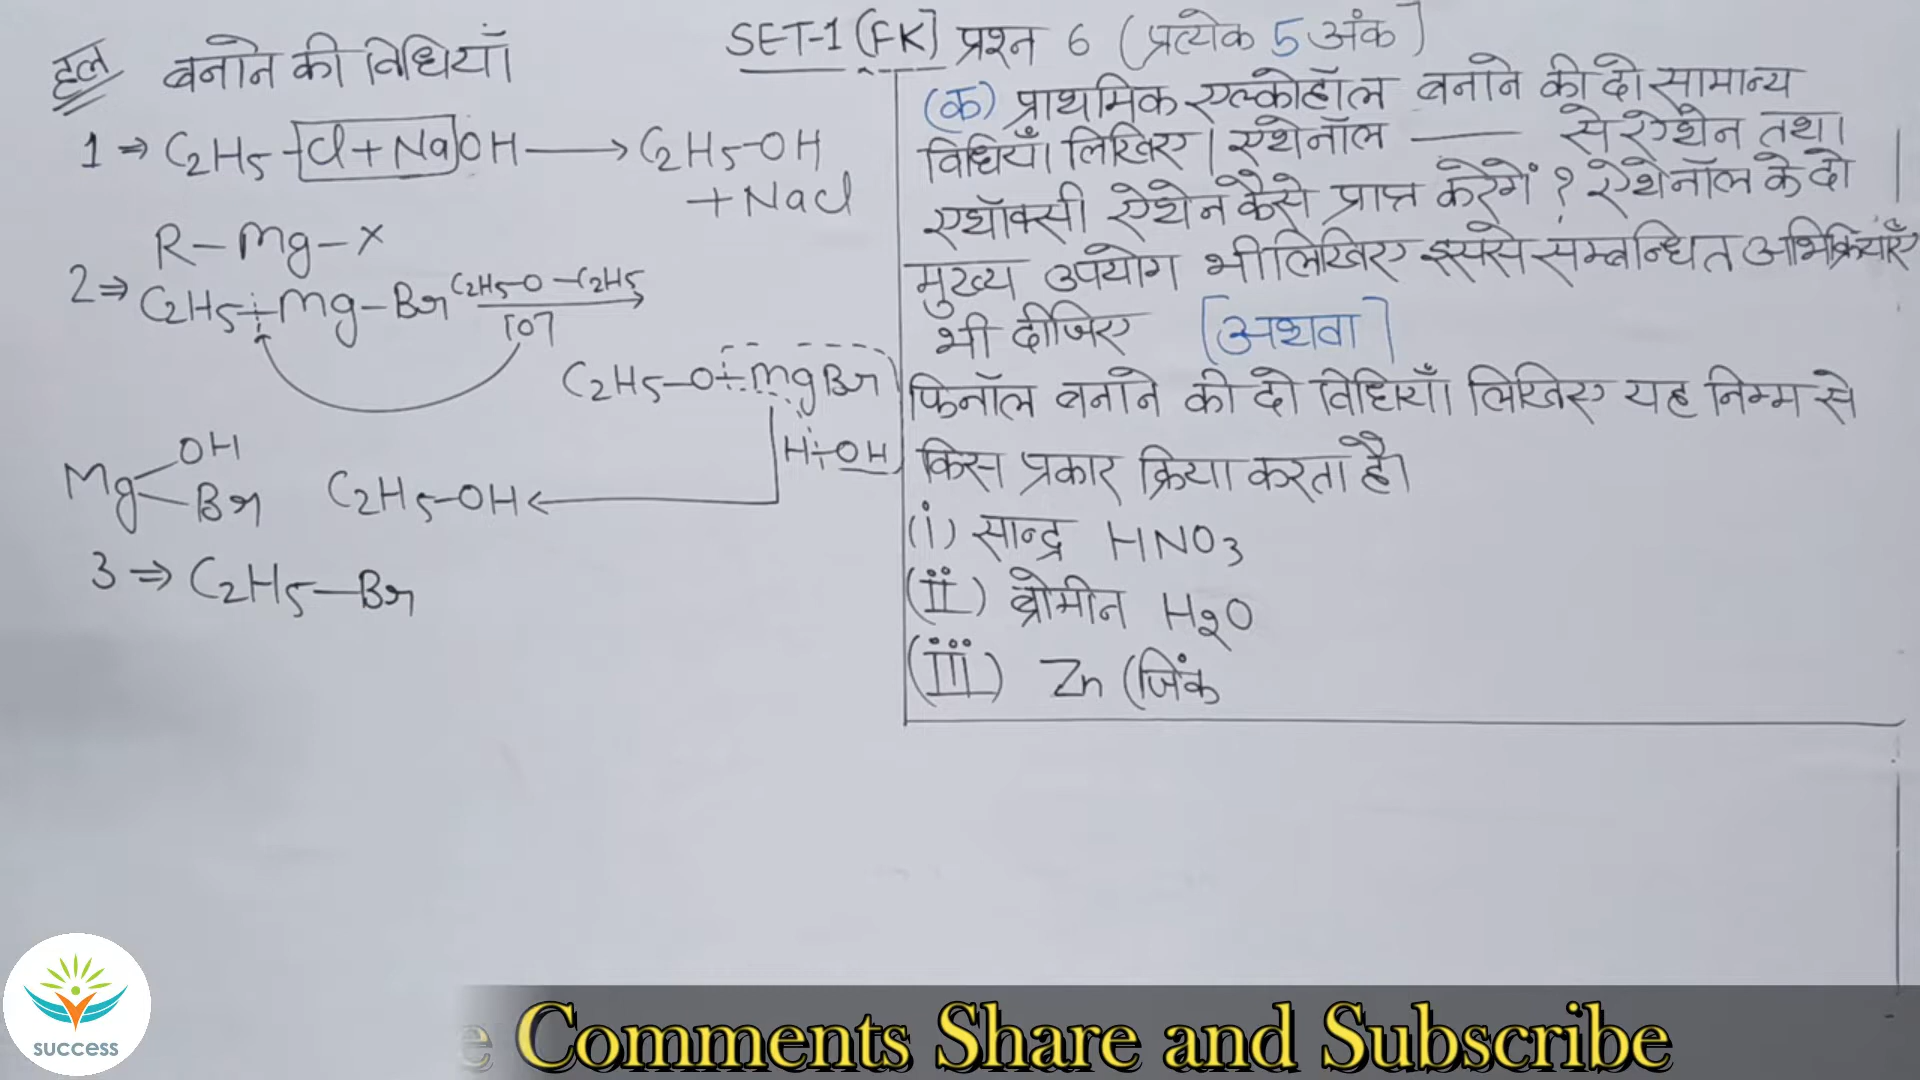 हल बनाने की विधियाँ
1 ⇒ C2H5-Cl + NaOH ⟶ C2H5-OH
+ NaCl
R-Mg-X
2 ⇒ C2H5-Mg-Br C2H5-O-C2H5
[O]
C2H5-O-MgBr
H-OH
Mg OH
Br C2H5-OH ←
3 ⇒ C2H5-Br
SET-1 (FK] प्रश्न 6 (प्रत्येक 5 अंक]
(क) प्राथमिक एल्कोहॉल बनाने की दो सामान्य
विधियाँ लिखिए। एथेनॉल —— से ऐथेन तथा
एथॉक्सी ऐथेन कैसे प्राप्त करेगें? ऐथेनॉल के दो
मुख्य उपयोग भी लिखिए इससे सम्बन्धित अभिक्रियाएँ
भी दीजिए [अथवा]
फिनॉल बनाने की दो विधियाँ लिखिए यह निम्म से
किस प्रकार क्रिया करता है।
(i) सान्द्र HNO3
(ii) ब्रोमीन H2O
(iii) Zn (जिंक
success
e Comments Share and Subscribe